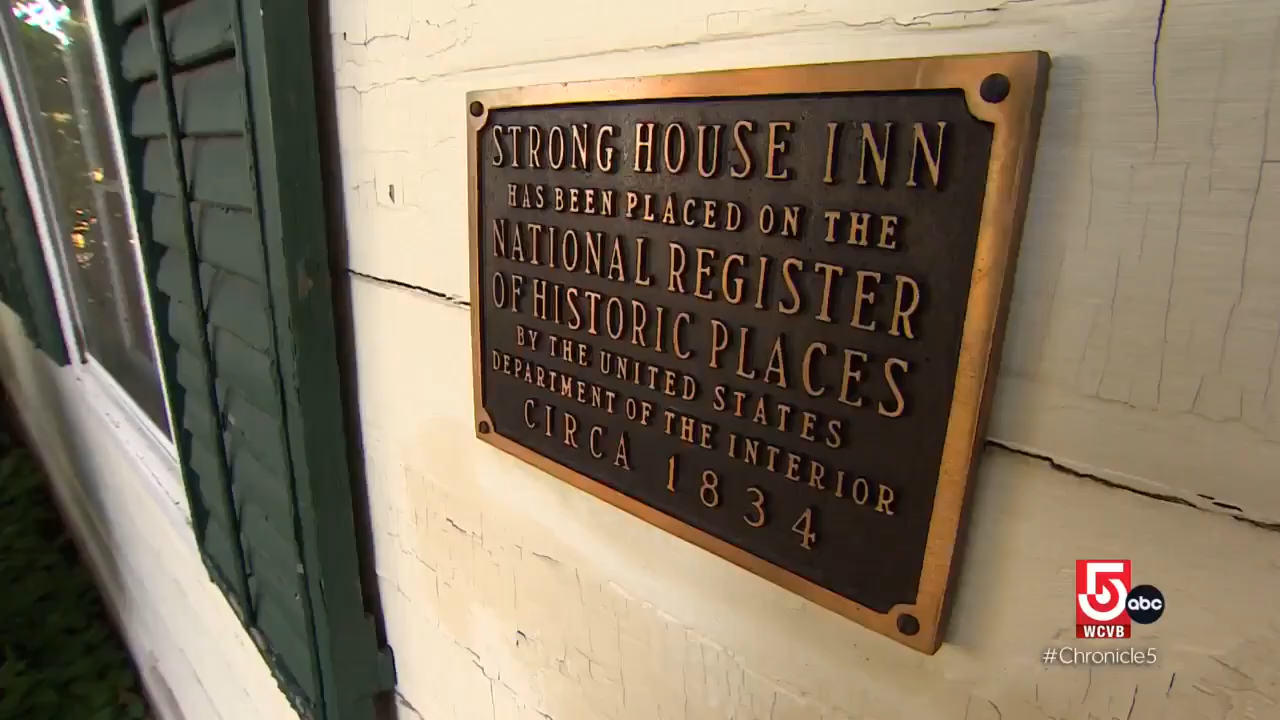 STRONG HOUSE INN
HAS BEEN PLACED ON THE
NATIONAL REGISTER
OF HISTORIC PLACES
BY THE UNITED STATES
DEPARTMENT OF THE INTERIOR
CIRCA 1834
5 abc
WCVB
#Chronicle5